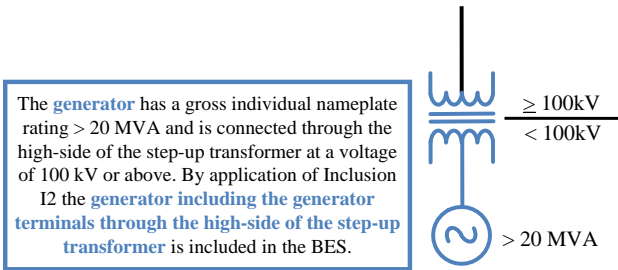 The generator has a gross individual nameplate
rating > 20 MVA and is connected through the
high-side of the step-up transformer at a voltage
of 100 kV or above. By application of Inclusion
I2 the generator including the generator
terminals through the high-side of the step-up
transformer is included in the BES.
≥ 100kV
< 100kV
> 20 MVA